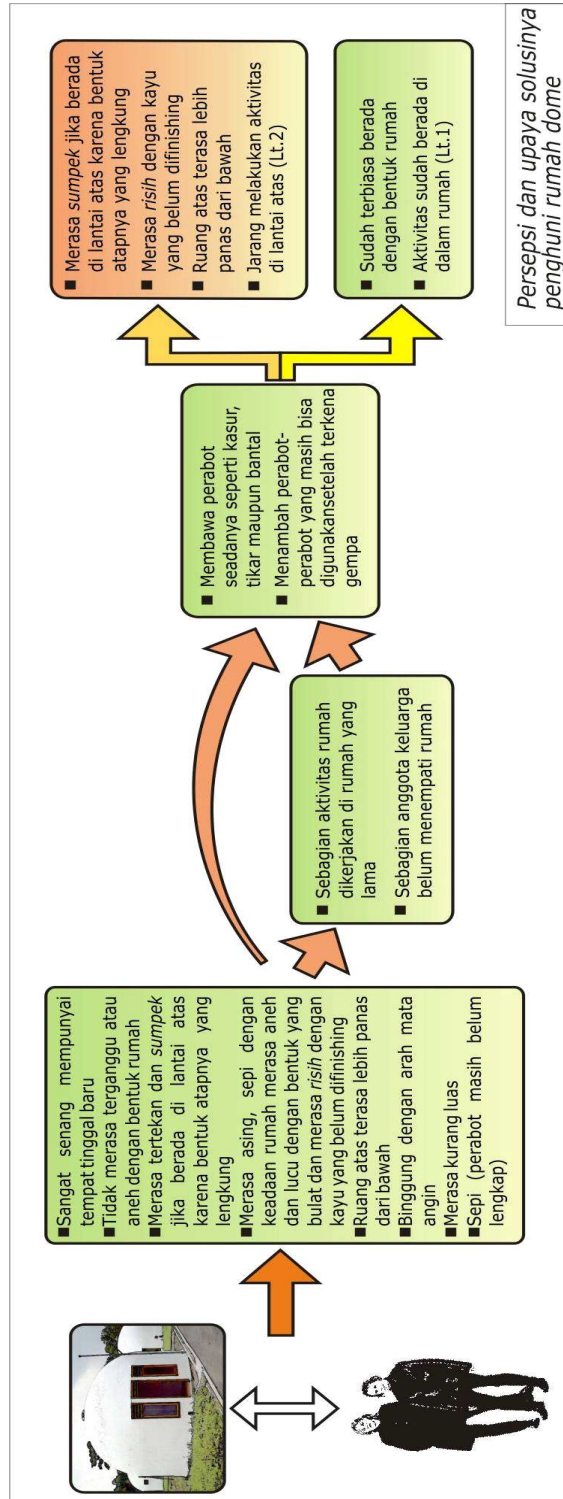 ■Sangat senang mempunyai
tempat tinggal baru
■Tidak merasa terganggu atau
aneh dengan bentuk rumah
■Merasa tertekan dan sumpek
jika berada di lantai atas
karena bentuk atapnya yang
lengkung
■Merasa asing, sepi dengan
keadaan rumah merasa aneh
dan lucu dengan bentuk yang
bulat dan merasa risih dengan
kayu yang belum difinishing
■Ruang atas terasa lebih panas
dari bawah
■Binggung dengan arah mata
angin
■Merasa kurang luas
■Sepi (perabot masih belum
lengkap)
■ Sebagian aktivitas rumah
dikerjakan di rumah yang
lama
■ Sebagian anggota keluarga
belum menempati rumah
■ Membawa perabot
seadanya seperti kasur,
tikar maupun bantal
■ Menambah perabot-
perabot yang masih bisa
digunakansetelah terkena
gempa
■ Merasa sumpek jika berada
di lantai atas karena bentuk
atapnya yang lengkung
■ Merasa risih dengan kayu
yang belum difinishing
■ Ruang atas terasa lebih
panas dari bawah
■ Jarang melakukan aktivitas
di lantai atas (Lt.2)
■ Sudah terbiasa berada
dengan bentuk rumah
■ Aktivitas sudah berada di
dalam rumah (Lt.1)
Persepsi dan upaya solusinya
penghuni rumah dome